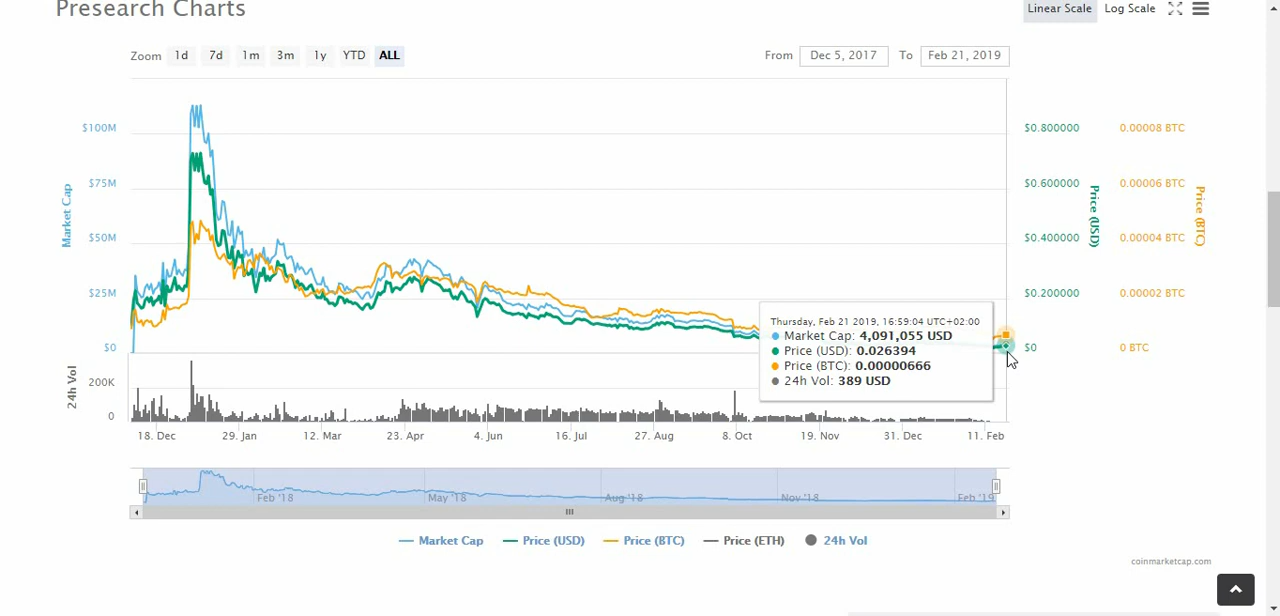 Presearch Charts
Linear Scale Log Scale
Zoom 1d 7d 1m 3m 1y YTD ALL
From Dec 5, 2017 To Feb 21, 2019
$100M $0.800000 0.00008 BTC
$75M $0.600000 0.00006 BTC
Market Cap
Price (USD)
Price (BTC)
$50M $0.400000 0.00004 BTC
$25M $0.200000 0.00002 BTC
Thursday, Feb 21 2019, 16:59:04 UTC+02:00
Market Cap: 4,091,055 USD
Price (USD): 0.026394
Price (BTC): 0.00000666
24h Vol: 389 USD
$0 $0 0 BTC
24h Vol
200K
0
18. Dec 29. Jan 12. Mar 23. Apr 4. Jun 16. Jul 27. Aug 8. Oct 19. Nov 31. Dec 11. Feb
Feb '18 May '18 Aug '18 Nov '18 Feb '19
Market Cap Price (USD) Price (BTC) Price (ETH) 24h Vol
coinmarketcap.com